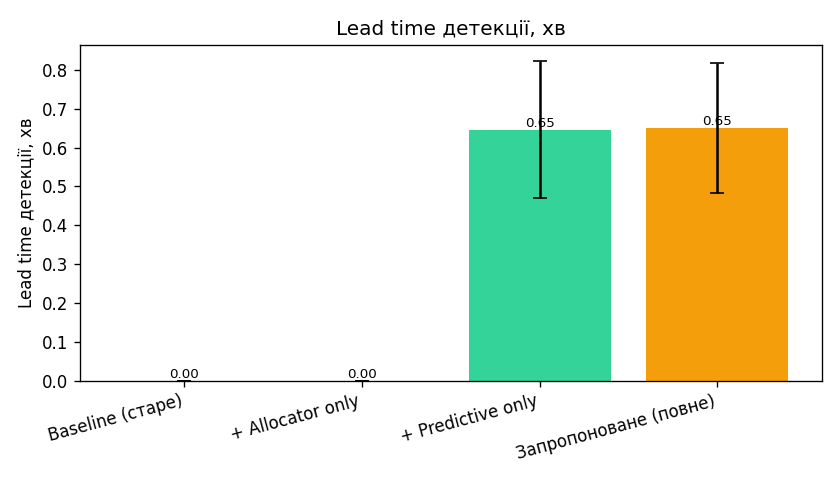 Lead time детекції, хв
Lead time детекції, хв
0.8
0.7
0.6
0.5
0.4
0.3
0.2
0.1
0.0
0.00
0.00
0.65
0.65
Baseline (старе)
+ Allocator only
+ Predictive only
Запропоноване (повне)